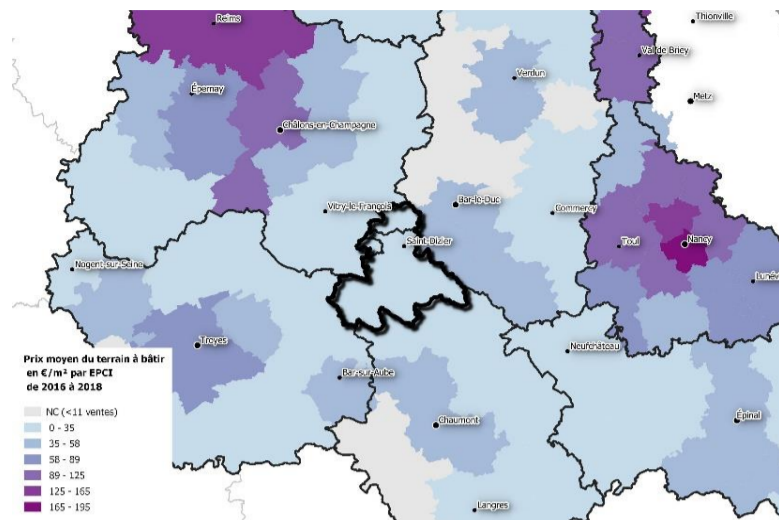 Reims
Thionville
Val de Briey
Verdun
Épernay
Metz
Châlons-en-Champagne
Vitry-le-François
Bar-le-Duc
Commercy
Saint-Dizier
Toul
Nancy
Nogent-sur-Seine
Lunév
Troyes
Neufchâteau
Prix moyen du terrain à bâtir
en €/m² par EPCI
de 2016 à 2018
Bar-sur-Aube
NC (<11 ventes)
0 - 35
35 - 58
58 - 89
89 - 125
125 - 165
165 - 195
Chaumont
Épinal
Langres